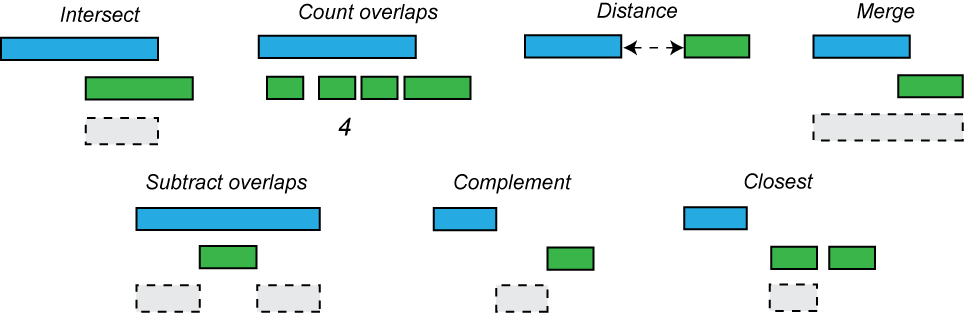 Intersect
Count overlaps
Distance
Merge
4
Subtract overlaps
Complement
Closest